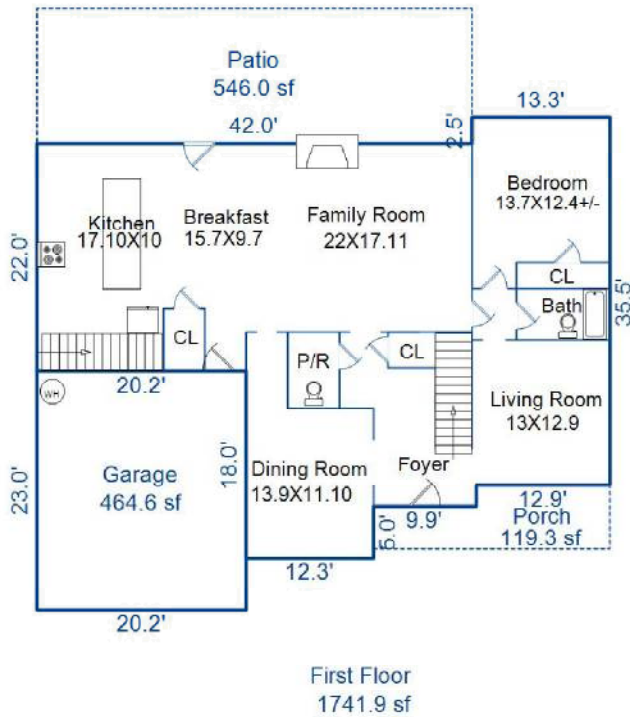 Patio
546.0 sf
42.0'
2.5'
13.3'
Bedroom
13.7X12.4+/-
Kitchen
17.10X10
Breakfast
15.7X9.7
Family Room
22X17.11
22.0'
35.5'
CL
Bath
CL
CL
P/R
20.2'
WH
Living Room
13X12.9
Garage
464.6 sf
23.0'
18.0'
Dining Room
13.9X11.10
Foyer
9.9'
12.9'
Porch
119.3 sf
5.0'
12.3'
20.2'
First Floor
1741.9 sf